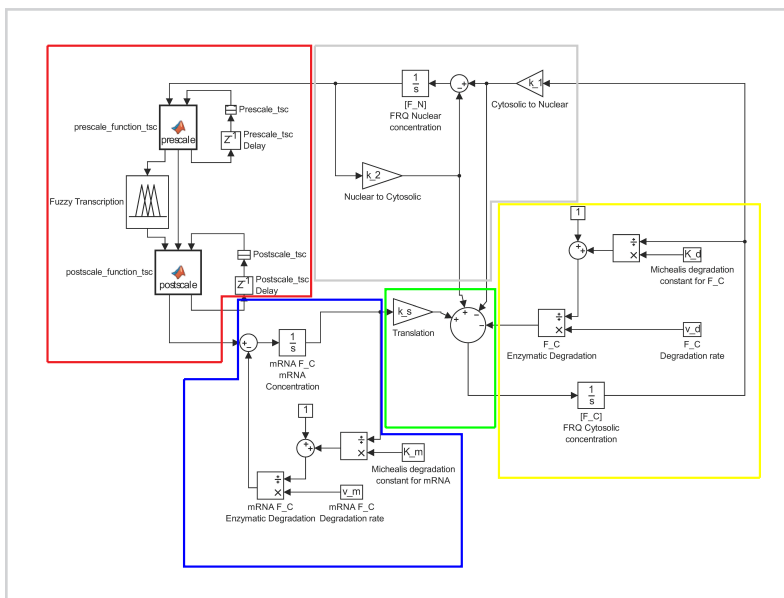 prescale_function_tsc
prescale
Prescale_tsc
Z-1
Prescale_tsc
Delay
Fuzzy Transcription
postscale_function_tsc
postscale
Postscale_tsc
Z-1
Postscale_tsc
Delay
1
s
[F_N]
FRQ Nuclear
concentration
k_1
Cytosolic to Nuclear
k_2
Nuclear to Cytosolic
1
K_d
Michealis degradation
constant for F_C
F_C
Enzymatic Degradation
v_d
F_C
Degradation rate
1
s
[F_C]
FRQ Cytosolic
concentration
k_s
Translation
1
s
mRNA F_C
mRNA
Concentration
1
K_m
Michealis degradation
constant for mRNA
v_m
mRNA F_C
Enzymatic Degradation
mRNA F_C
Degradation rate